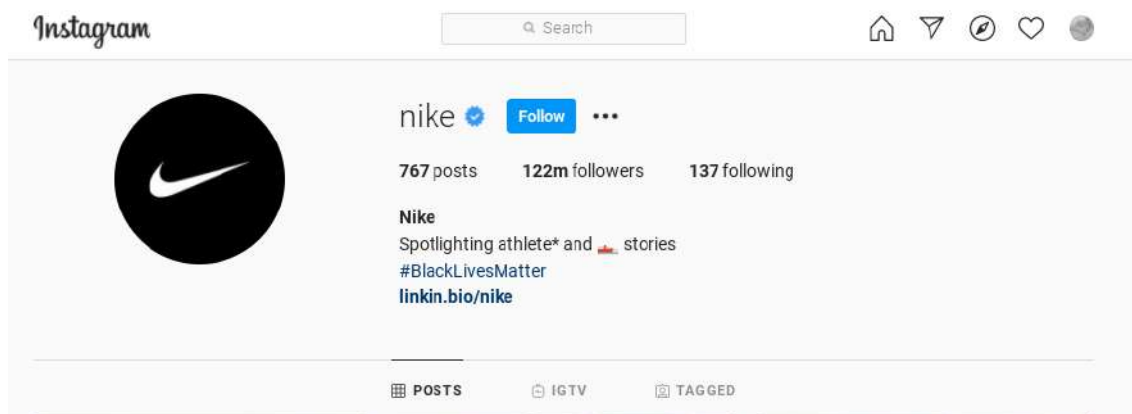 Instagram
Search
nike Follow
767 posts 122m followers 137 following
Nike
Spotlighting athlete* and 👟 stories
#BlackLivesMatter
linkin.bio/nike
POSTS IGTV TAGGED